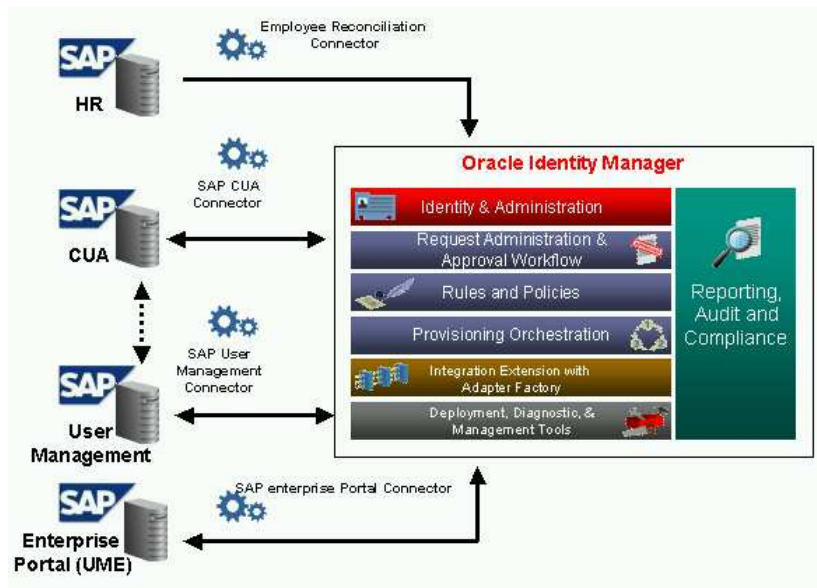 Employee Reconciliation
Connector
SAP
HR
SAP CUA
Connector
SAP
CUA
SAP User
Management
Connector
SAP
User
Management
SAP enterprise Portal Connector
SAP
Enterprise
Portal (UME)
Oracle Identity Manager
Identity & Administration
Request Administration &
Approval Workflow
Rules and Policies
Provisioning Orchestration
Integration Extension with
Adapter Factory
Deployment, Diagnostic, &
Management Tools
Reporting,
Audit and
Compliance